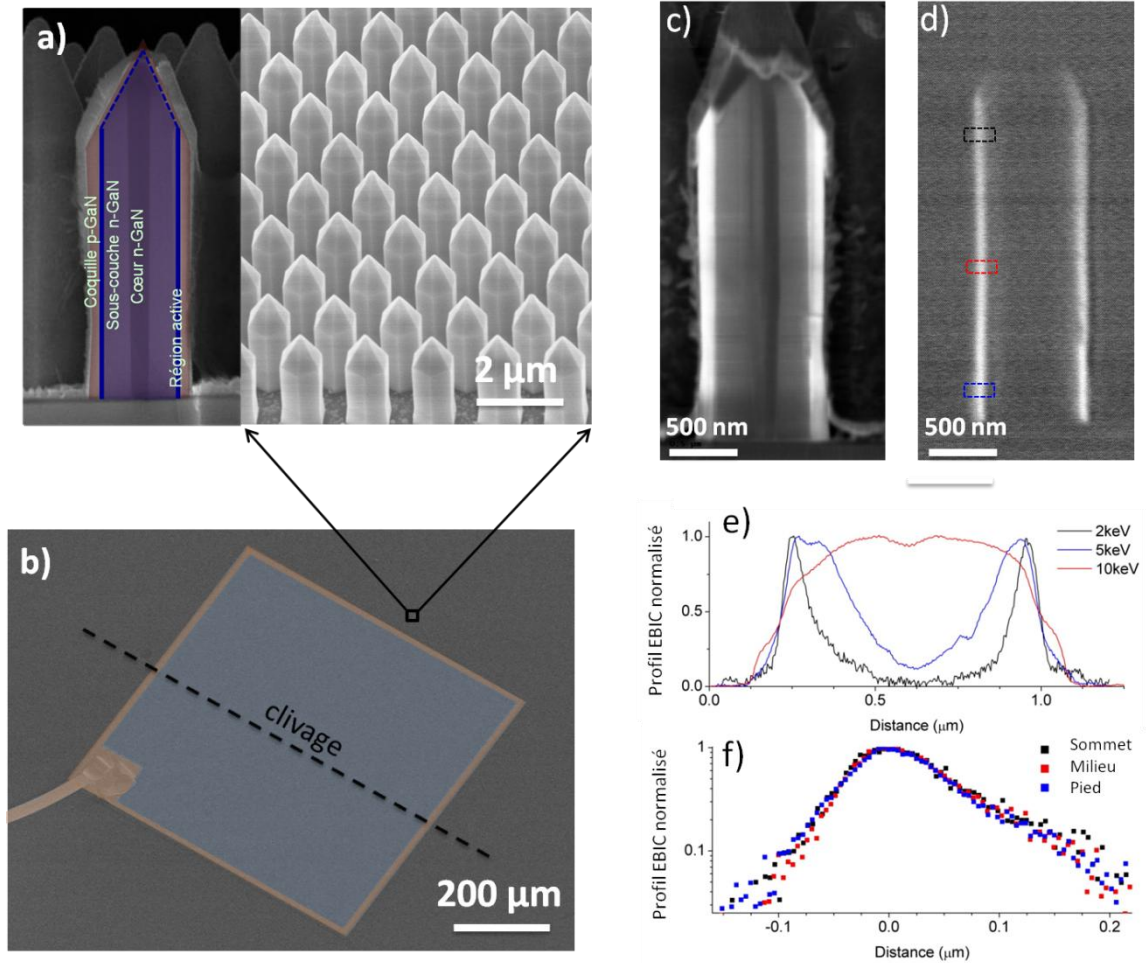 a)
Coquille p-GaN
Sous-couche n-GaN
Cœur n-GaN
Région active
2 µm
b)
clivage
200 µm
c)
500 nm
d)
500 nm
e)
2keV
5keV
10keV
Profil EBIC normalisé
1.0
0.5
0.0
0.0
0.5
1.0
Distance (µm)
f)
Sommet
Milieu
Pied
Profil EBIC normalisé
1
0.1
-0.1
0.0
0.1
0.2
Distance (µm)